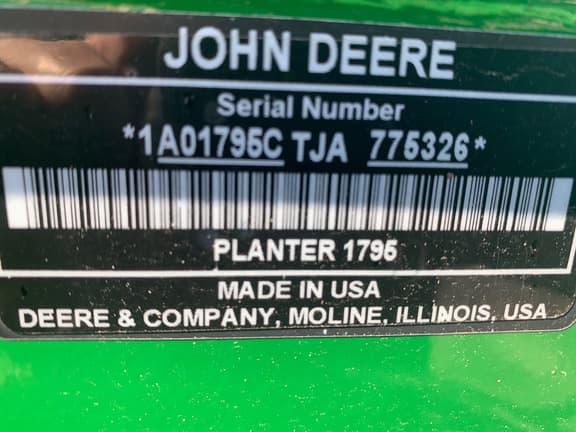 JOHN DEERE
Serial Number
*1A01795C TJA 775326*
PLANTER 1795
MADE IN USA
DEERE & COMPANY, MOLINE, ILLINOIS, USA